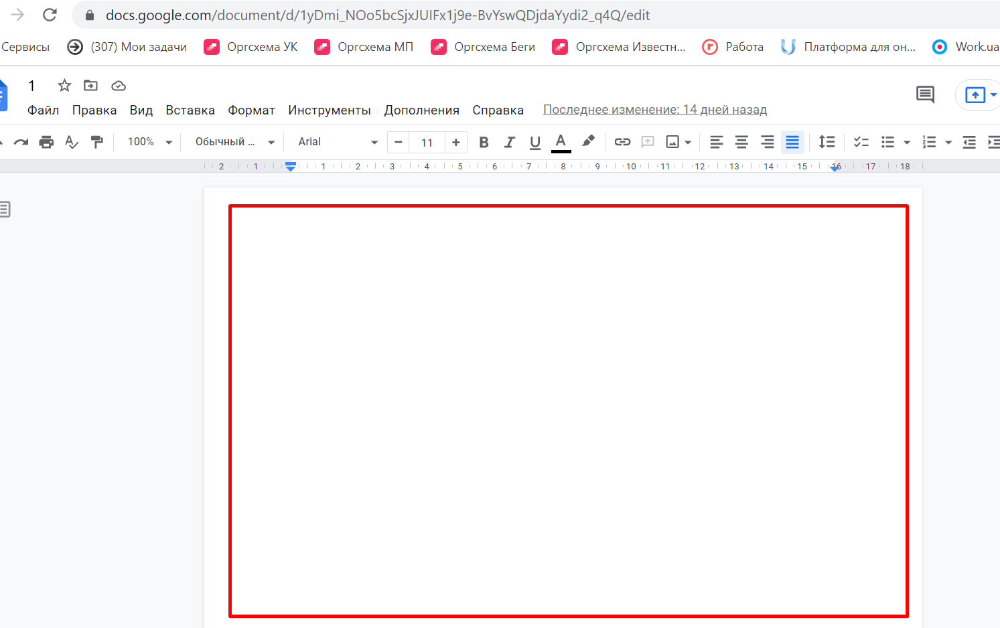 docs.google.com/document/d/1yDmi_NOo5bcSjxJUIFx1j9e-BvYswQDjdaYydi2_q4Q/edit
Сервисы (307) Мои задачи Оргсхема УК Оргсхема МП Оргсхема Беги Оргсхема Известн... Работа Платформа для он... Work.ua
1
Файл Правка Вид Вставка Формат Инструменты Дополнения Справка Последнее изменение: 14 дней назад
100% Обычный ... Arial − 11 + B I U A
2 1 1 2 3 4 5 6 7 8 9 10 11 12 13 14 15 16 17 18